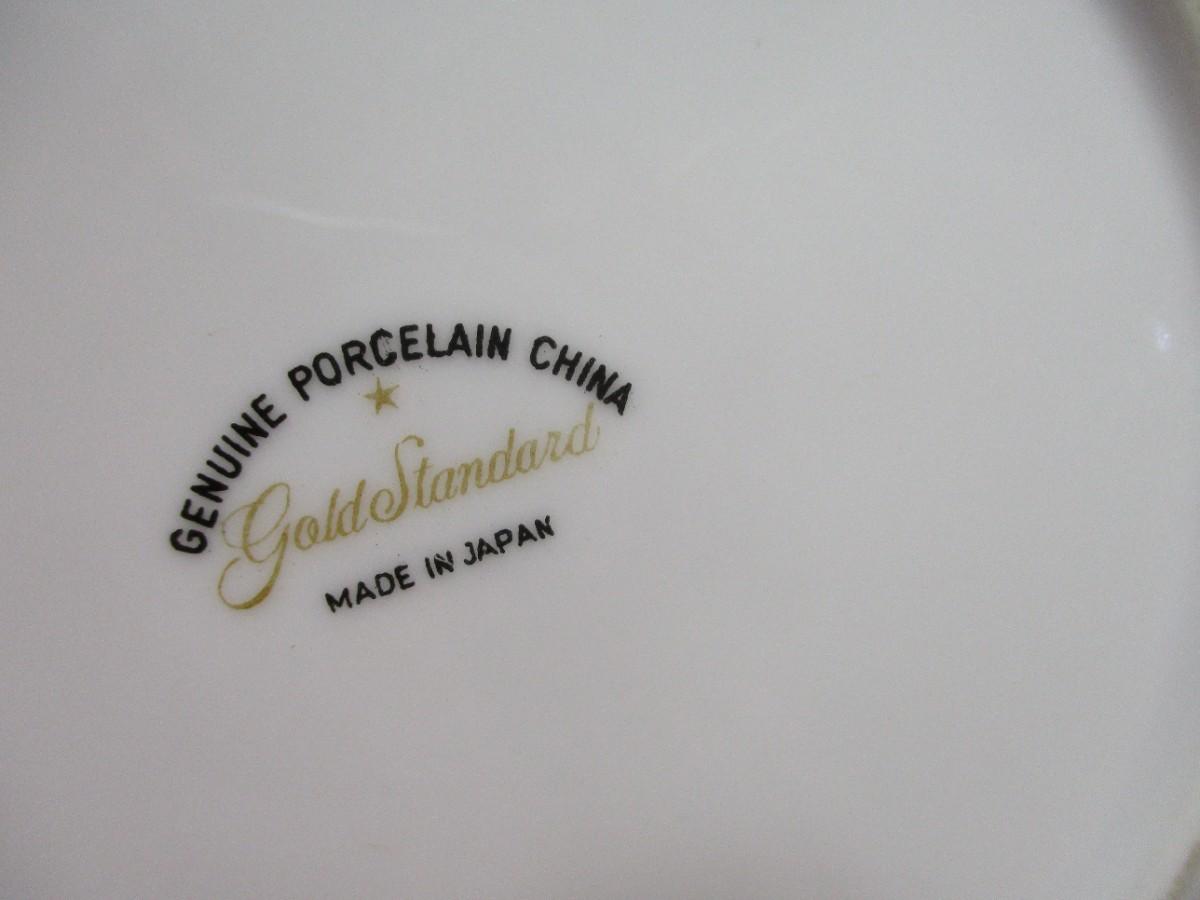 GENUINE PORCELAIN CHINA
Gold Standard
MADE IN JAPAN